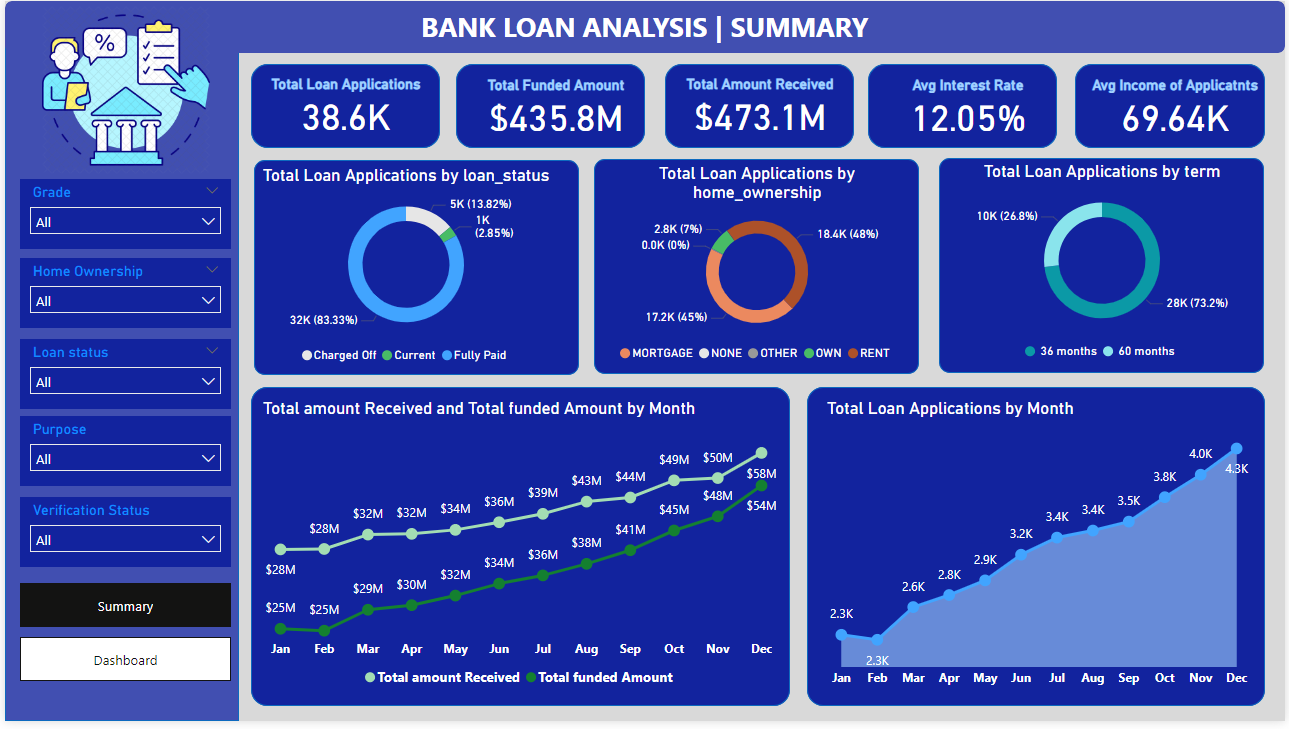 BANK LOAN ANALYSIS | SUMMARY
%
Grade
All
Home Ownership
All
Loan status
All
Purpose
All
Verification Status
All
Summary
Dashboard
Total Loan Applications
38.6K
Total Funded Amount
$435.8M
Total Amount Received
$473.1M
Avg Interest Rate
12.05%
Avg Income of Applicatnts
69.64K
Total Loan Applications by loan_status
5K (13.82%)
1K
(2.85%)
32K (83.33%)
Charged Off Current Fully Paid
Total Loan Applications by
home_ownership
2.8K (7%)
0.0K (0%)
18.4K (48%)
17.2K (45%)
MORTGAGE NONE OTHER OWN RENT
Total Loan Applications by term
10K (26.8%)
28K (73.2%)
36 months 60 months
Total amount Received and Total funded Amount by Month
$28M $28M $32M $32M $34M $36M $39M $43M $44M $49M $50M $58M
$25M $25M $29M $30M $32M $34M $36M $38M $41M $45M $48M $54M
Jan Feb Mar Apr May Jun Jul Aug Sep Oct Nov Dec
Total amount Received Total funded Amount
Total Loan Applications by Month
2.3K 2.3K 2.6K 2.8K 2.9K 3.2K 3.4K 3.4K 3.5K 3.8K 4.0K 4.3K
Jan Feb Mar Apr May Jun Jul Aug Sep Oct Nov Dec